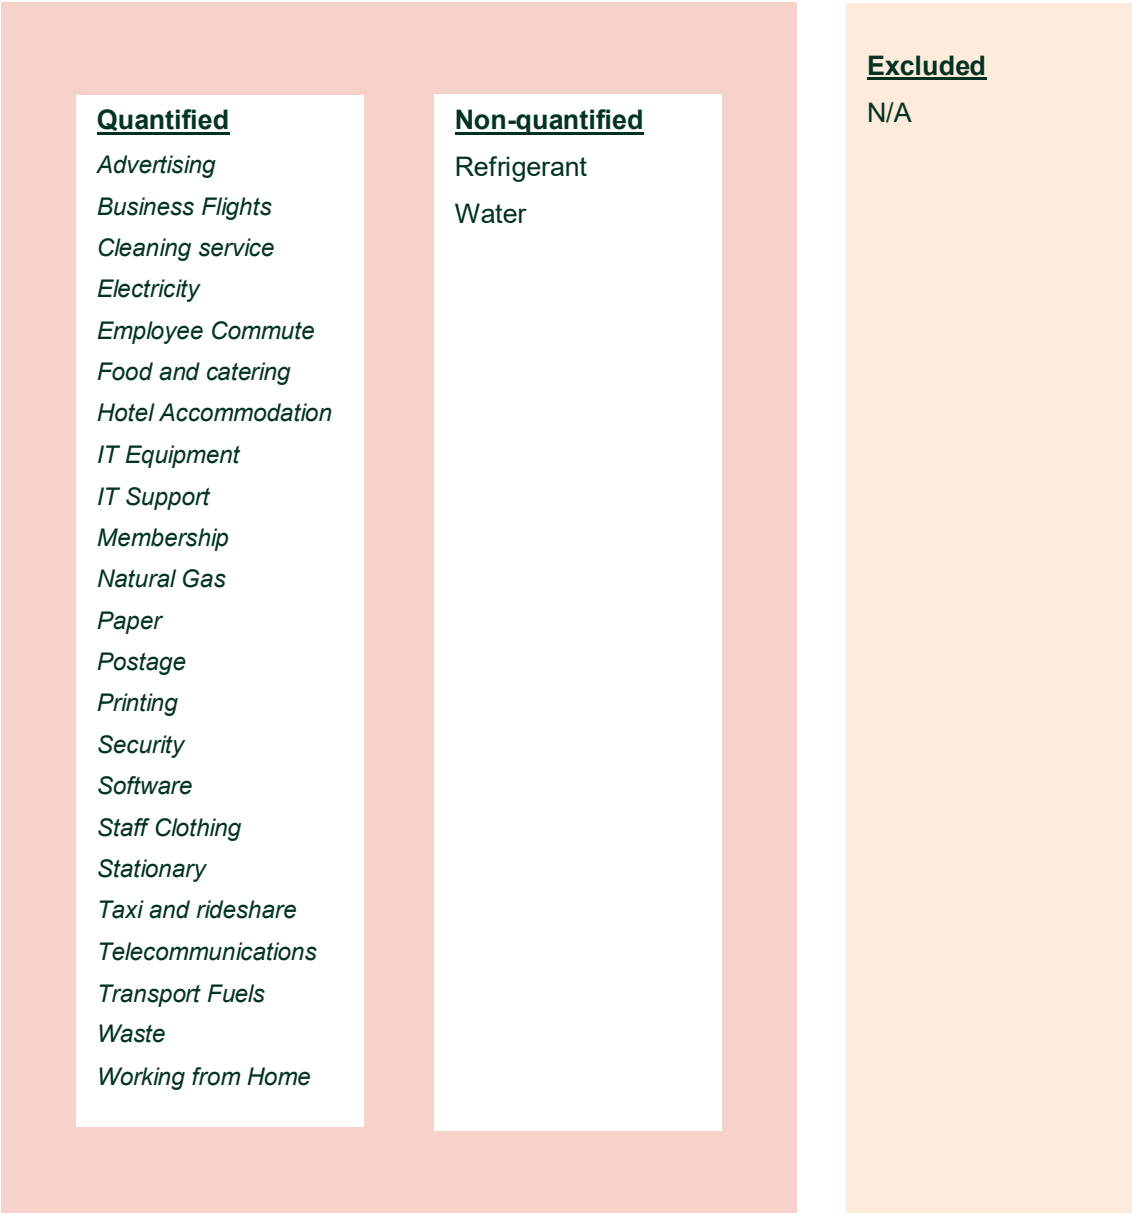 Quantified
Advertising
Business Flights
Cleaning service
Electricity
Employee Commute
Food and catering
Hotel Accommodation
IT Equipment
IT Support
Membership
Natural Gas
Paper
Postage
Printing
Security
Software
Staff Clothing
Stationary
Taxi and rideshare
Telecommunications
Transport Fuels
Waste
Working from Home
Non-quantified
Refrigerant
Water
Excluded
N/A